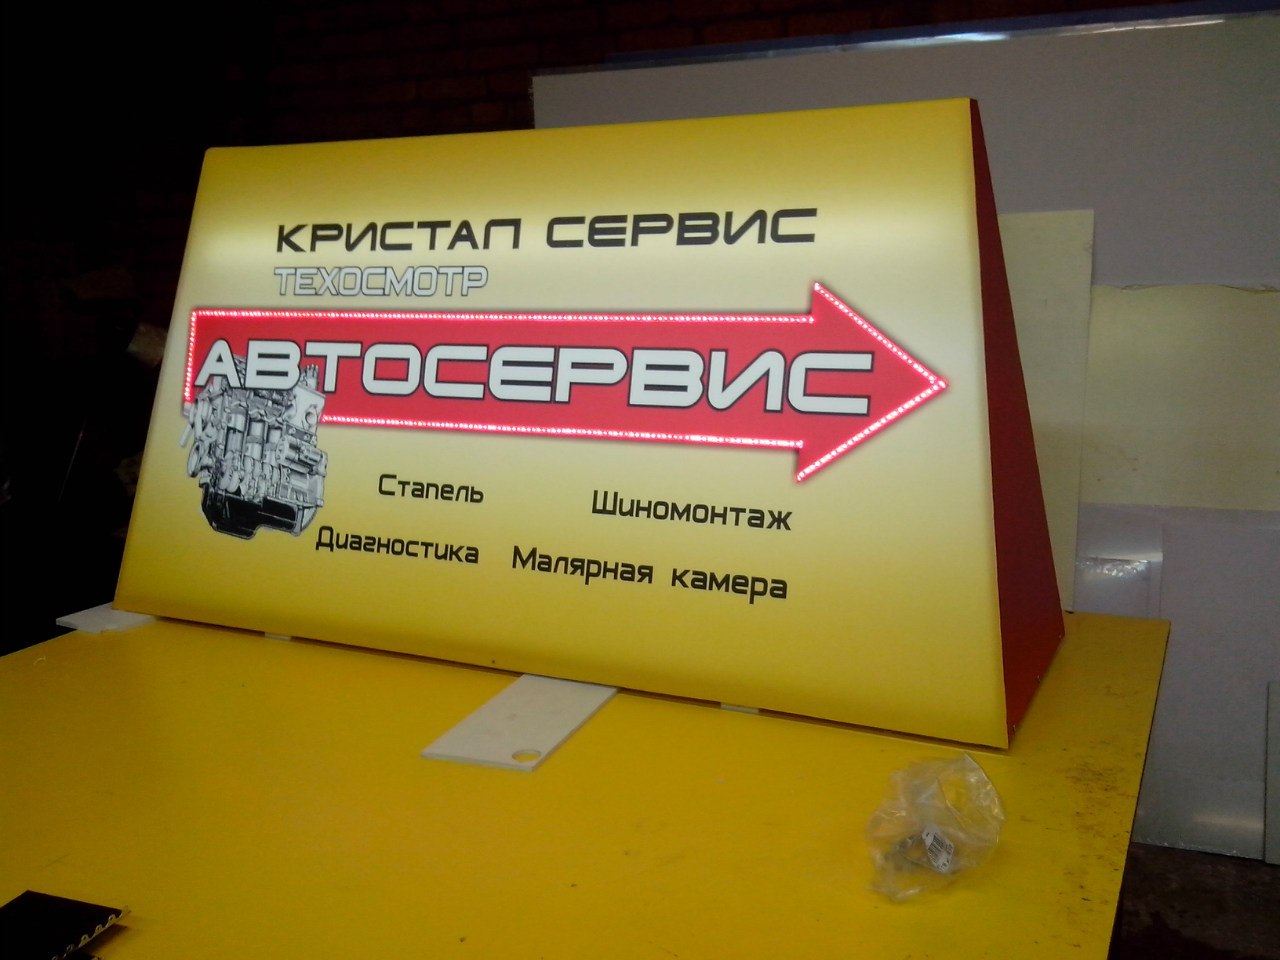 КРИСТАЛ СЕРВИС
ТЕХОСМОТР
АВТОСЕРВИС
Стапель Шиномонтаж
Диагностика Малярная камера